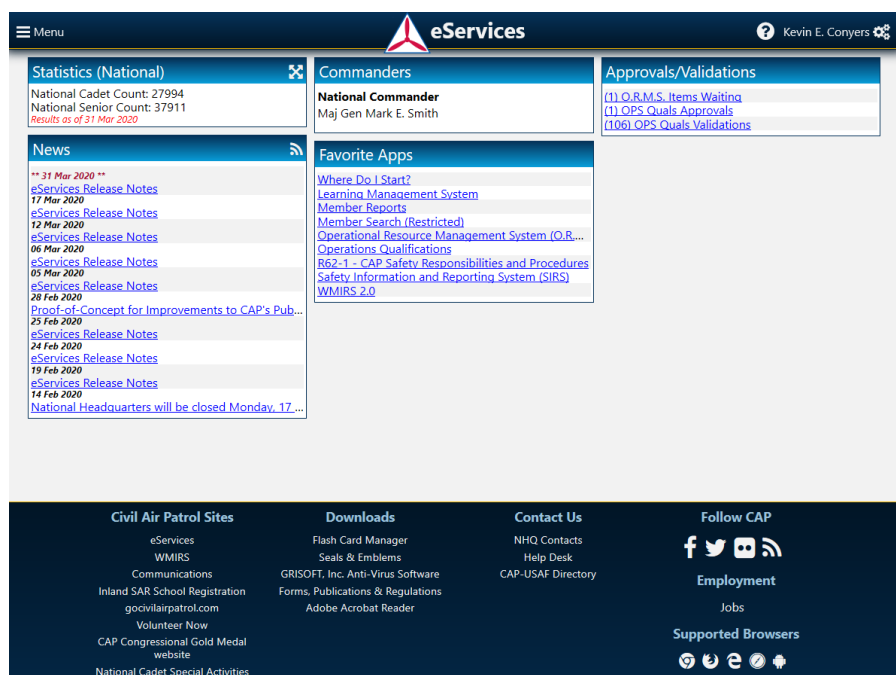 Menu
eServices
Kevin E. Conyers
Statistics (National)
National Cadet Count: 27994
National Senior Count: 37911
Results as of 31 Mar 2020
News
** 31 Mar 2020 **
eServices Release Notes
17 Mar 2020
eServices Release Notes
12 Mar 2020
eServices Release Notes
06 Mar 2020
eServices Release Notes
05 Mar 2020
eServices Release Notes
28 Feb 2020
Proof-of-Concept for Improvements to CAP's Pub...
25 Feb 2020
eServices Release Notes
24 Feb 2020
eServices Release Notes
19 Feb 2020
eServices Release Notes
14 Feb 2020
National Headquarters will be closed Monday, 17 ...
Commanders
National Commander
Maj Gen Mark E. Smith
Favorite Apps
Where Do I Start?
Learning Management System
Member Reports
Member Search (Restricted)
Operational Resource Management System (O.R....
Operations Qualifications
R62-1 - CAP Safety Responsibilities and Procedures
Safety Information and Reporting System (SIRS)
WMIRS 2.0
Approvals/Validations
(1) O.R.M.S. Items Waiting
(1) OPS Quals Approvals
(106) OPS Quals Validations
Civil Air Patrol Sites
eServices
WMIRS
Communications
Inland SAR School Registration
gocivilairpatrol.com
Volunteer Now
CAP Congressional Gold Medal
website
National Cadet Special Activities
Downloads
Flash Card Manager
Seals & Emblems
GRISOFT, Inc. Anti-Virus Software
Forms, Publications & Regulations
Adobe Acrobat Reader
Contact Us
NHQ Contacts
Help Desk
CAP-USAF Directory
Follow CAP
Employment
Jobs
Supported Browsers